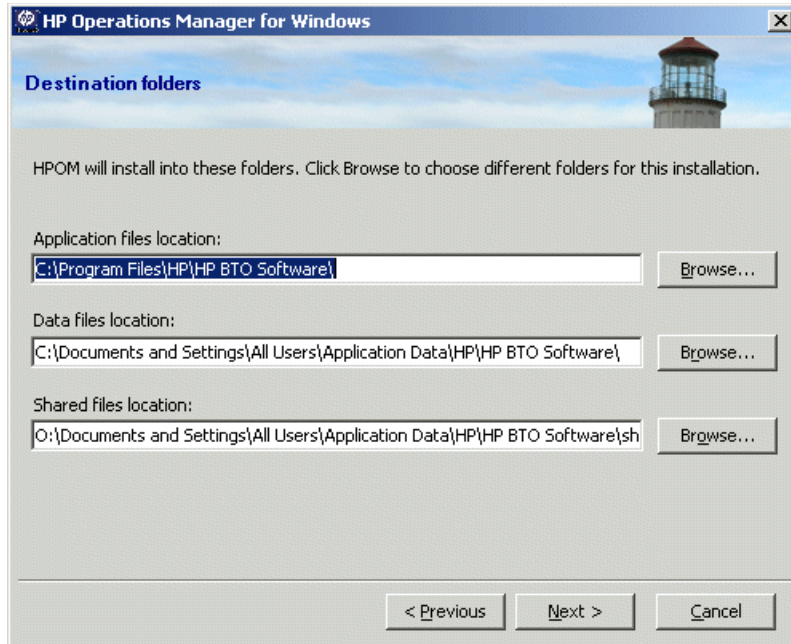 HP Operations Manager for Windows
Destination folders
HPOM will install into these folders. Click Browse to choose different folders for this installation.
Application files location:
C:\Program Files\HP\HP BTO Software\
Browse...
Data files location:
C:\Documents and Settings\All Users\Application Data\HP\HP BTO Software\
Browse...
Shared files location:
O:\Documents and Settings\All Users\Application Data\HP\HP BTO Software\sh
Browse...
< Previous
Next >
Cancel